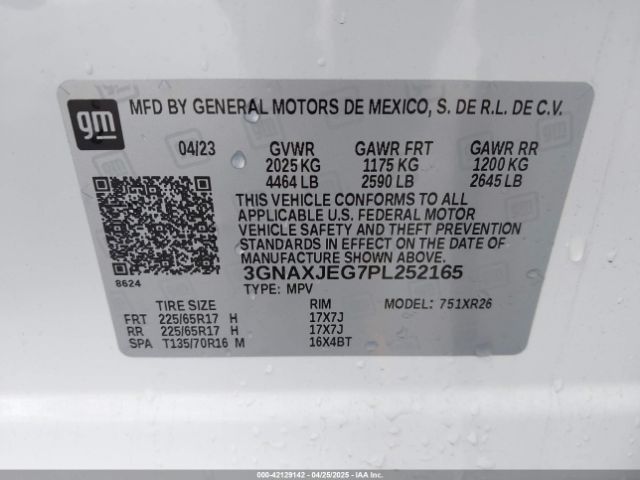 gm
MFD BY GENERAL MOTORS DE MEXICO, S. DE R.L. DE C.V.
04/23 GVWR GAWR FRT GAWR RR
2025 KG 1175 KG 1200 KG
4464 LB 2590 LB 2645 LB
THIS VEHICLE CONFORMS TO ALL
APPLICABLE U.S. FEDERAL MOTOR
VEHICLE SAFETY AND THEFT PREVENTION
STANDARDS IN EFFECT ON THE DATE OF
MANUFACTURE SHOWN ABOVE.
8624 3GNAXJEG7PL252165
TYPE: MPV
TIRE SIZE RIM MODEL: 751XR26
FRT 225/65R17 H 17X7J
RR 225/65R17 H 17X7J
SPA T135/70R16 M 16X4BT
000-42129142 - 04/25/2025 - IAA, Inc.